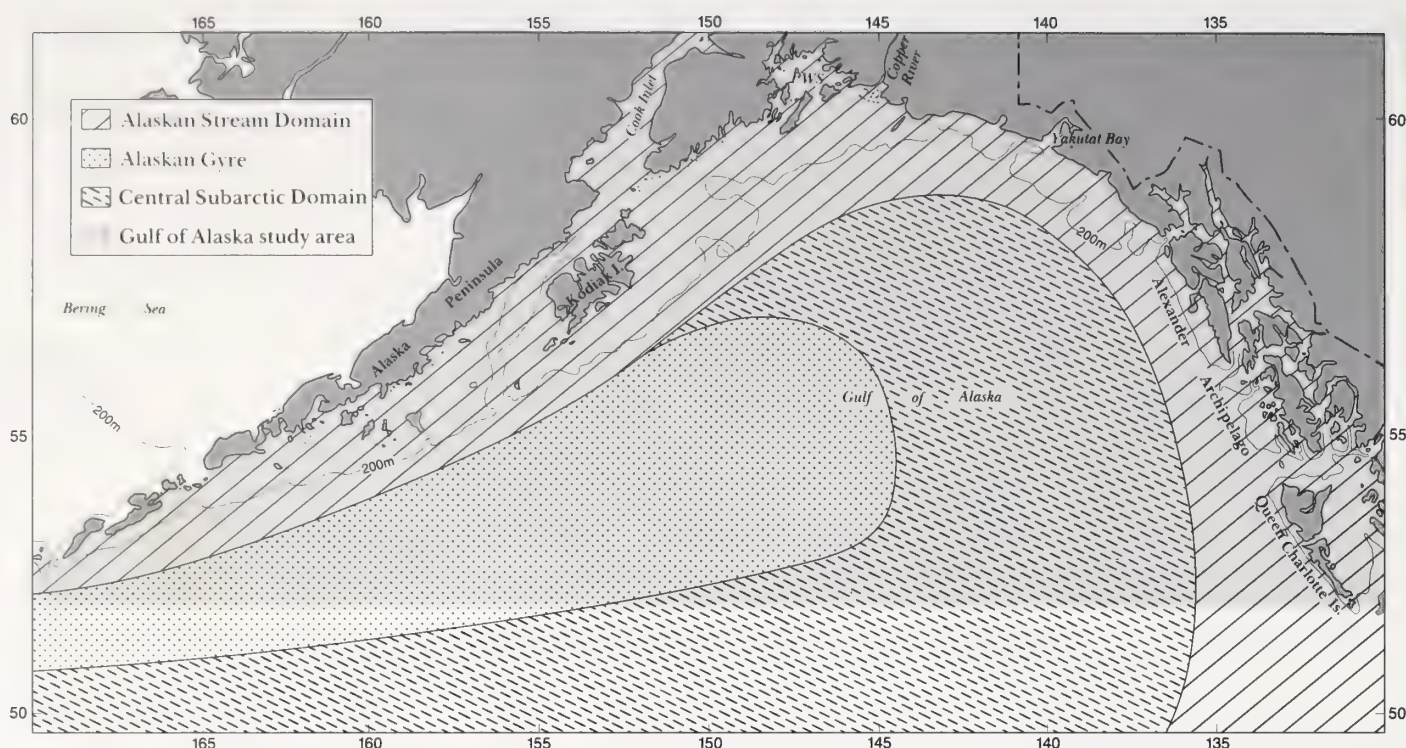 165 160 155 150 145 140 135
60
60
Alaskan Stream Domain
Alaskan Gyre
Central Subarctic Domain
Gulf of Alaska study area
Cook Inlet
PWS
Copper
River
Yakutat Bay
200m
Bering Sea
Peninsula
Alaska
Kodiak I.
Alexander
Archipelago
Gulf of Alaska
200m
55
55
200m
Queen Charlotte Is.
50
50
165 160 155 150 145 140 135